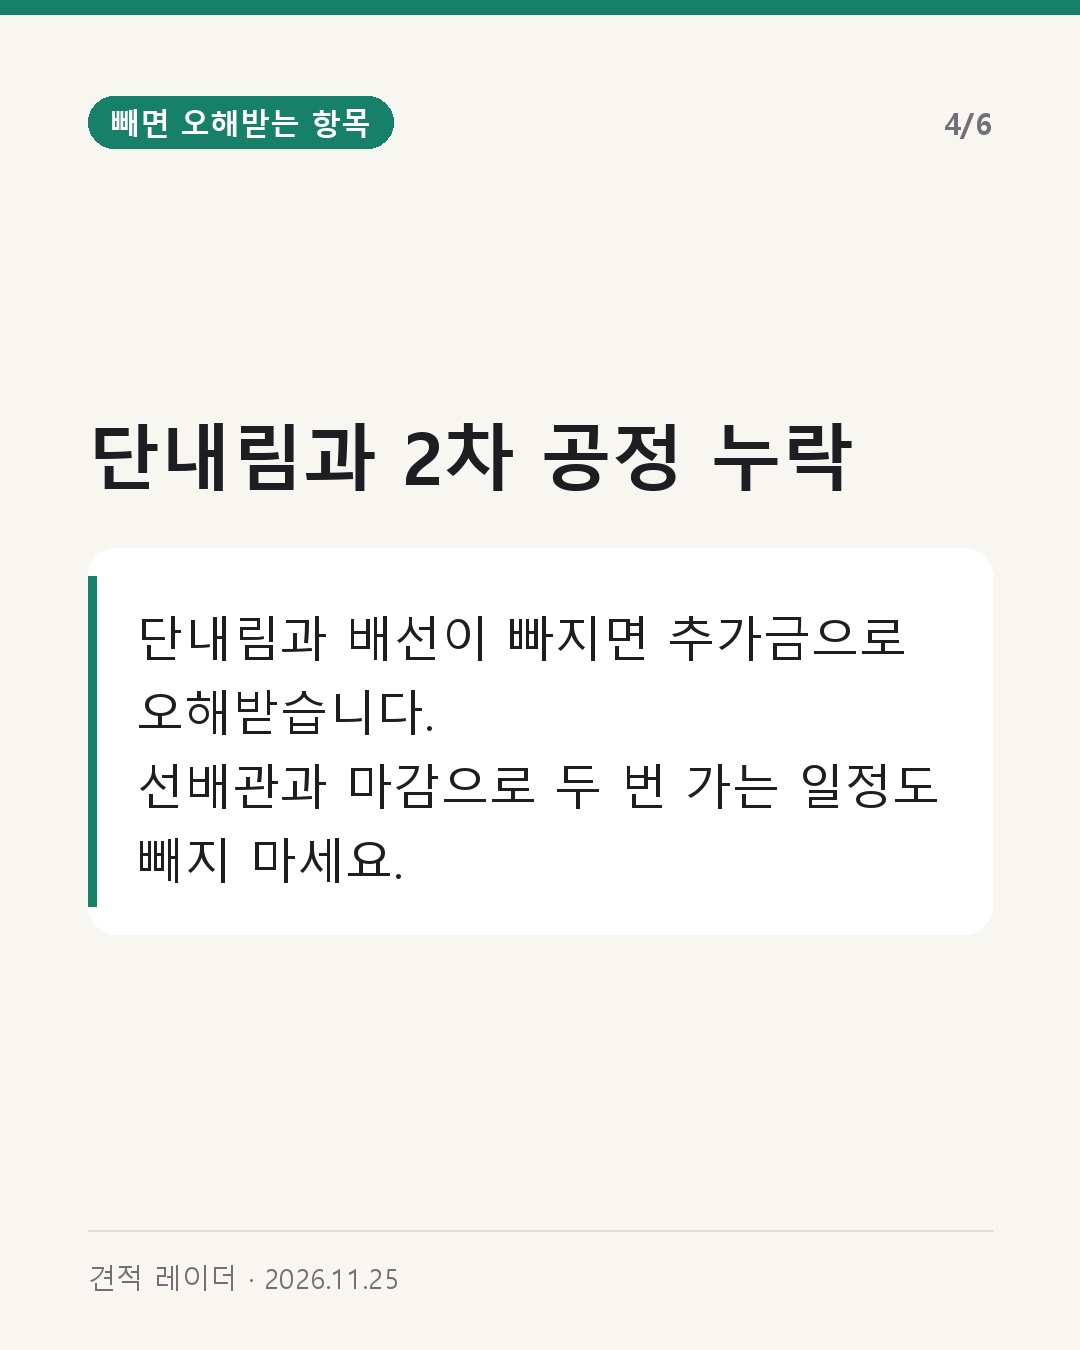 빼면 오해받는 항목
4/6
단내림과 2차 공정 누락
단내림과 배선이 빠지면 추가금으로
오해받습니다.
선배관과 마감으로 두 번 가는 일정도
빼지 마세요.
견적 레이더 · 2026.11.25